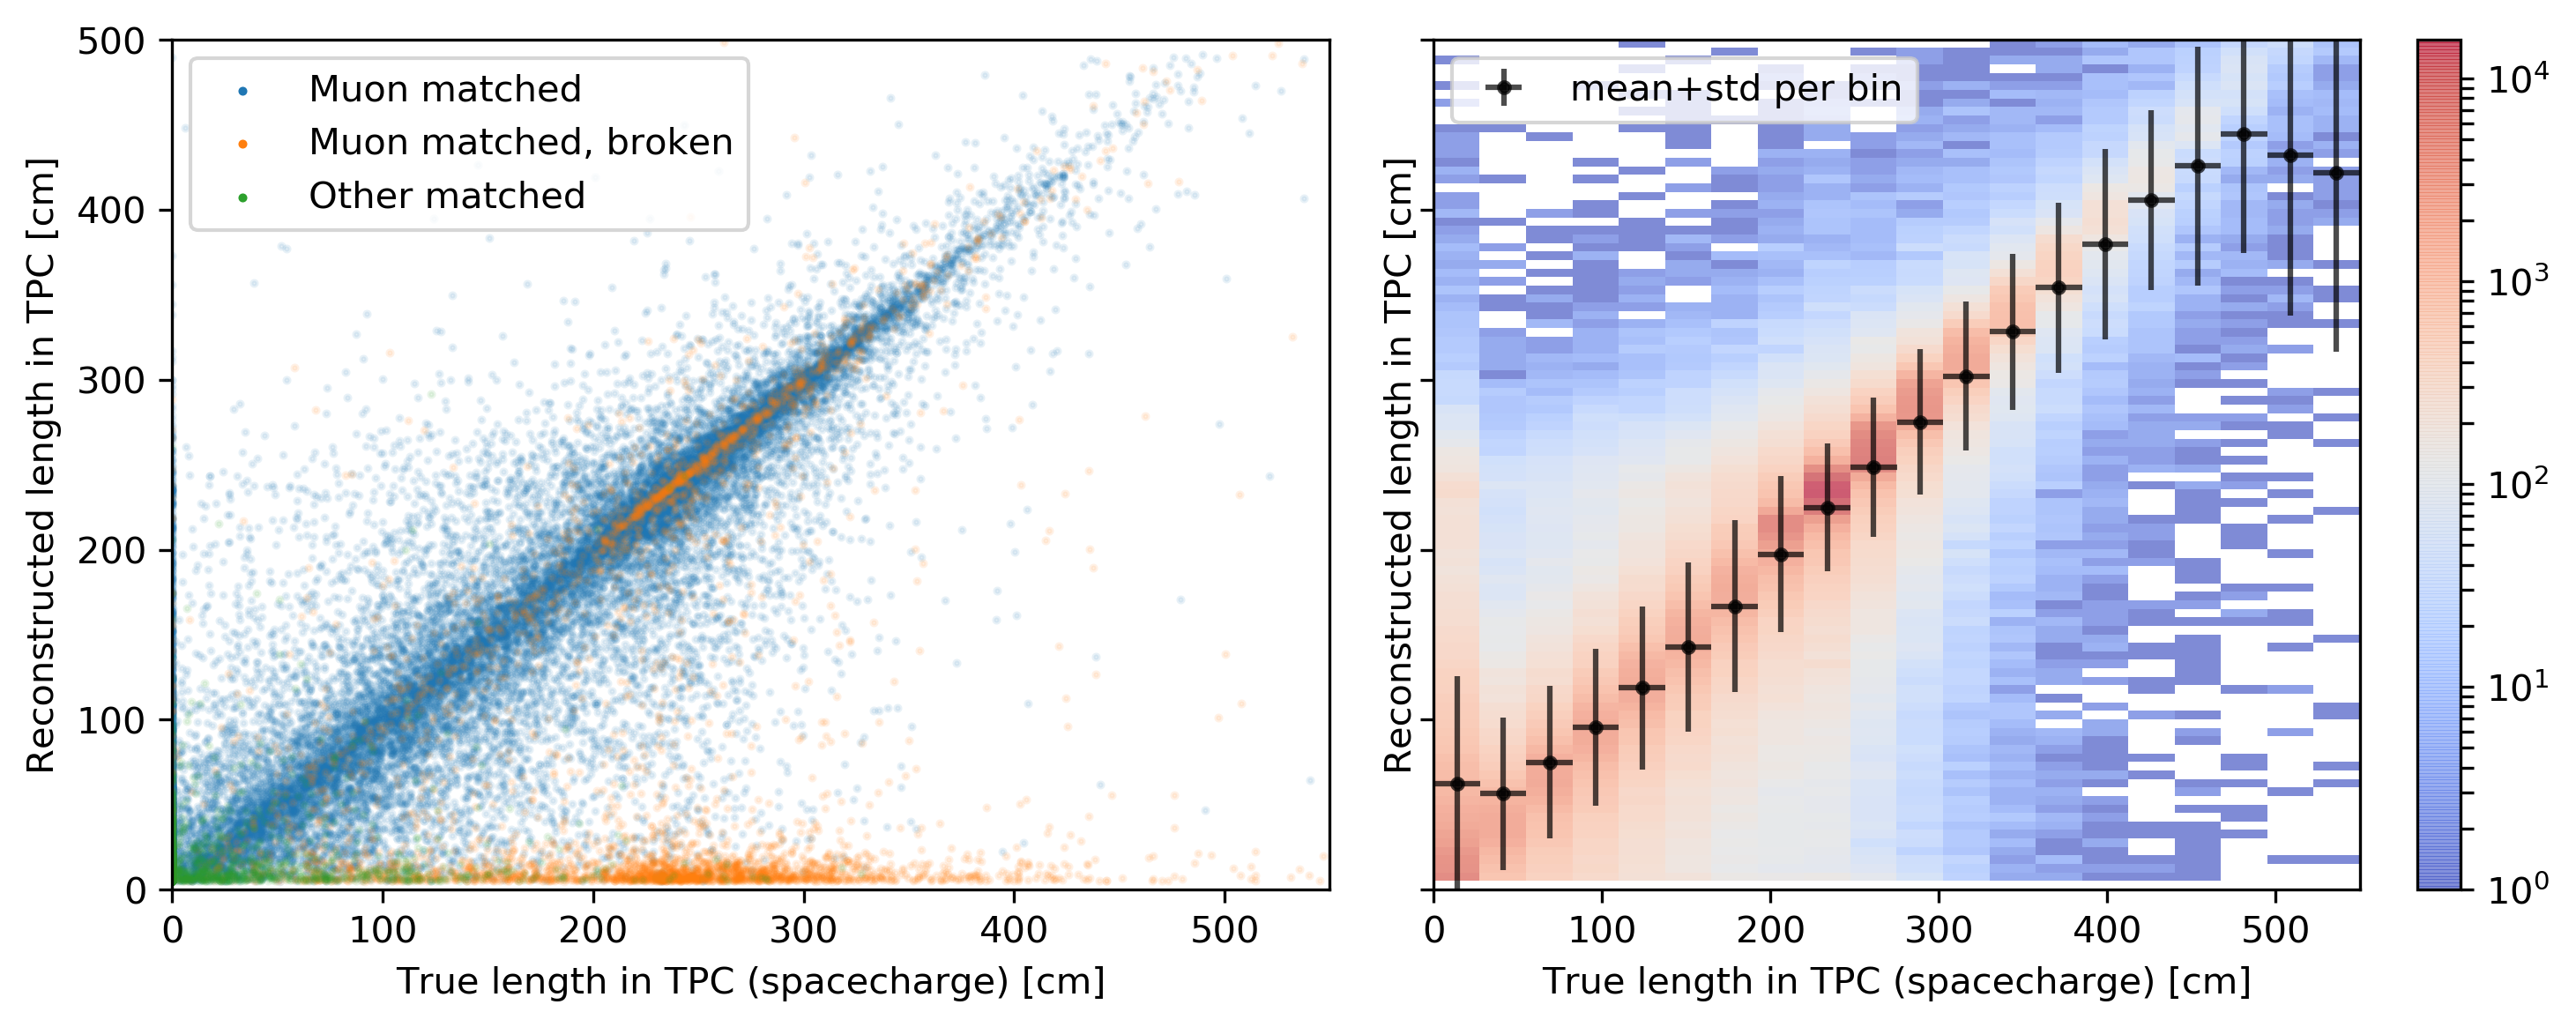 500
400
300
200
100
0
Reconstructed length in TPC [cm]
Muon matched
Muon matched, broken
Other matched
0 100 200 300 400 500
True length in TPC (spacecharge) [cm]
Reconstructed length in TPC [cm]
mean+std per bin
0 100 200 300 400 500
True length in TPC (spacecharge) [cm]
10⁴
10³
10²
10¹
10⁰